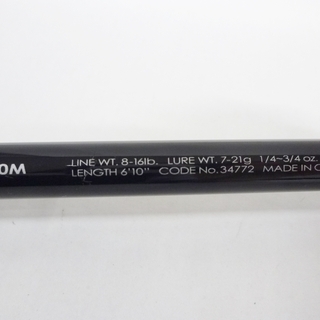 LINE WT. 8-16lb. LURE WT. 7-21g 1/4-3/4 oz.
LENGTH 6'10" CODE No. 34772 MADE IN